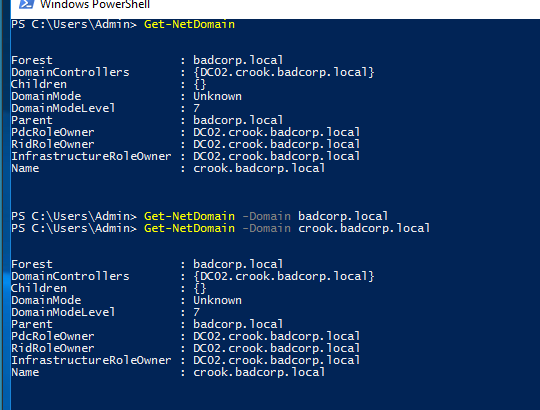 Windows PowerShell
PS C:\Users\Admin> Get-NetDomain
Forest : badcorp.local
DomainControllers : {DC02.crook.badcorp.local}
Children : {}
DomainMode : Unknown
DomainModeLevel : 7
Parent : badcorp.local
PdcRoleOwner : DC02.crook.badcorp.local
RidRoleOwner : DC02.crook.badcorp.local
InfrastructureRoleOwner : DC02.crook.badcorp.local
Name : crook.badcorp.local
PS C:\Users\Admin> Get-NetDomain -Domain badcorp.local
PS C:\Users\Admin> Get-NetDomain -Domain crook.badcorp.local
Forest : badcorp.local
DomainControllers : {DC02.crook.badcorp.local}
Children : {}
DomainMode : Unknown
DomainModeLevel : 7
Parent : badcorp.local
PdcRoleOwner : DC02.crook.badcorp.local
RidRoleOwner : DC02.crook.badcorp.local
InfrastructureRoleOwner : DC02.crook.badcorp.local
Name : crook.badcorp.local